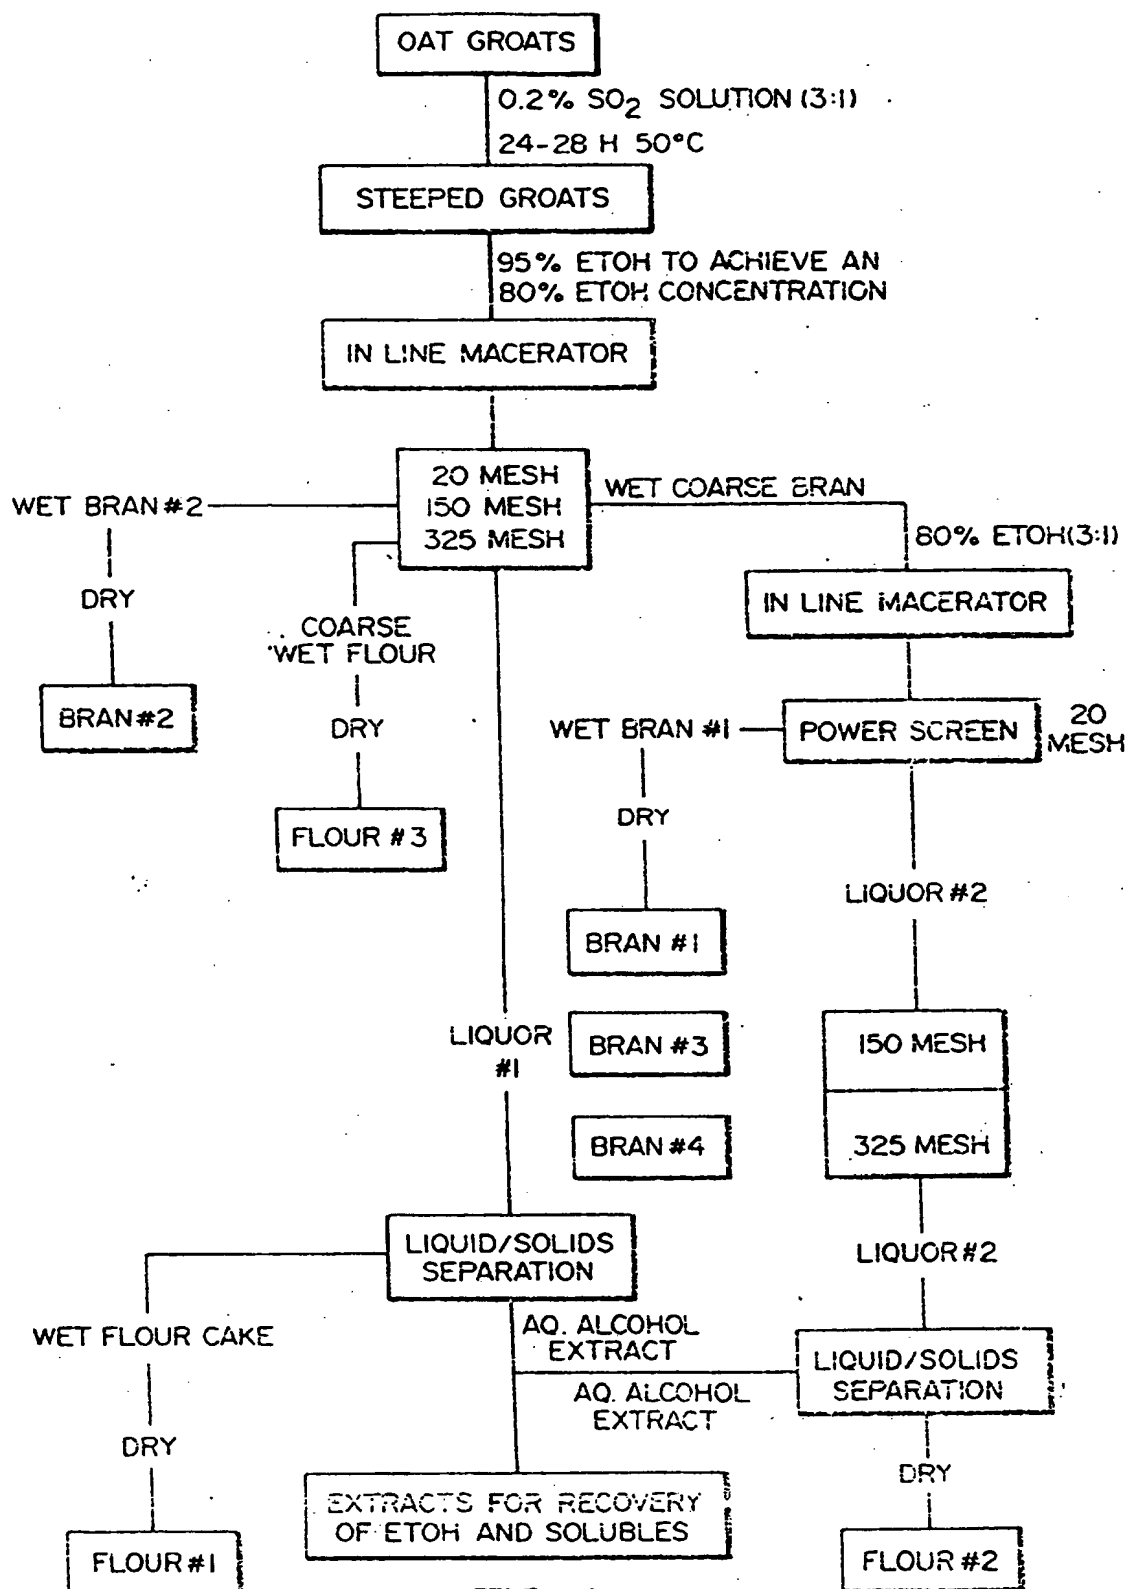 OAT GROATS
0.2% SO2 SOLUTION (3:1)
24-28 H 50°C
STEEPED GROATS
95% ETOH TO ACHIEVE AN
80% ETOH CONCENTRATION
IN LINE MACERATOR
20 MESH
150 MESH
325 MESH
WET BRAN #2
DRY
BRAN #2
COARSE
WET FLOUR
DRY
FLOUR #3
WET COARSE BRAN
80% ETOH (3:1)
IN LINE MACERATOR
POWER SCREEN
20
MESH
WET BRAN #1
DRY
BRAN #1
BRAN #3
BRAN #4
LIQUOR #2
150 MESH
325 MESH
LIQUOR #2
LIQUOR
#1
LIQUID/SOLIDS
SEPARATION
WET FLOUR CAKE
DRY
FLOUR #1
AQ. ALCOHOL
EXTRACT
AQ. ALCOHOL
EXTRACT
LIQUID/SOLIDS
SEPARATION
DRY
FLOUR #2
EXTRACTS FOR RECOVERY
OF ETOH AND SOLUBLES